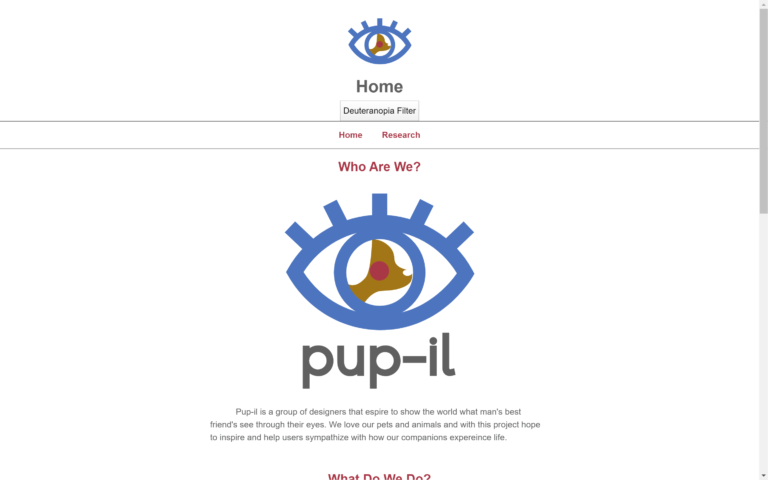 Home
Deuteranopia Filter
Home Research
Who Are We?
pup-il
Pup-il is a group of designers that espire to show the world what man's best
friend's see through their eyes. We love our pets and animals and with this project hope
to inspire and help users sympathize with how our companions expereince life.
What Do We Do?